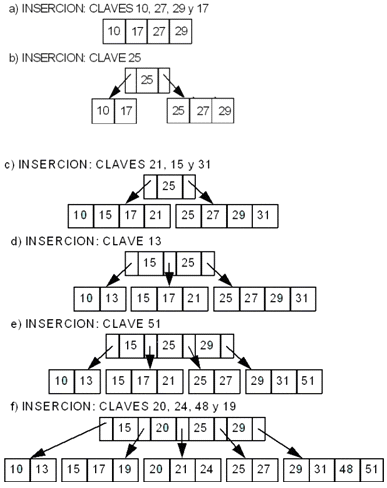 a) INSERCION: CLAVES 10, 27, 29 y 17
10 17 27 29
b) INSERCION: CLAVE 25
25
10 17 25 27 29
c) INSERCION: CLAVES 21, 15 y 31
25
10 15 17 21 25 27 29 31
d) INSERCION: CLAVE 13
15 25
10 13 15 17 21 25 27 29 31
e) INSERCION: CLAVE 51
15 25 29
10 13 15 17 21 25 27 29 31 51
f) INSERCION: CLAVES 20, 24, 48 y 19
15 20 25 29
10 13 15 17 19 20 21 24 25 27 29 31 48 51